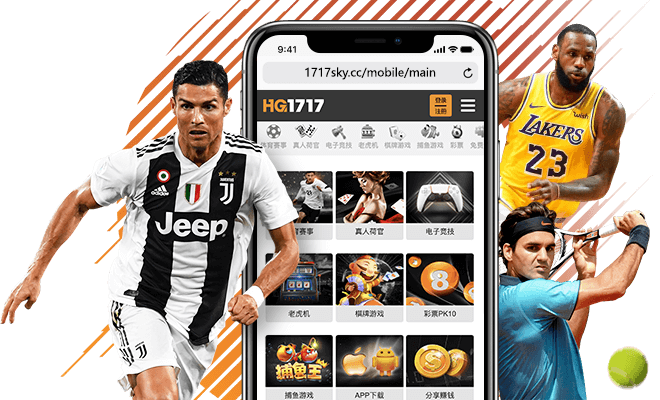 9:41
1717sky.cc/mobile/main
HG1717
登录
注册
体育赛事 真人荷官 电子竞技 老虎机 棋牌游戏 捕鱼游戏 彩票 免费
育赛事 真人荷官 电子竞技
老虎机 棋牌游戏 彩票PK10
8
捕鱼王
捕鱼游戏 APP下载 分享赚钱
adidas
Jeep
wish
LAKERS
23